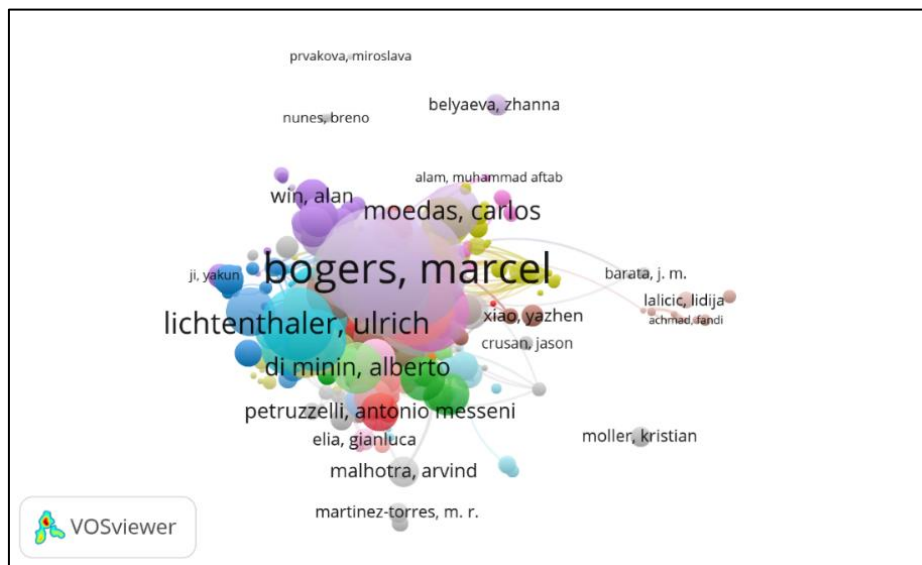 prvakova, miroslava
belyaeva, zhanna
nunes, breno
alam, muhammad aftab
win, alan
moedas, carlos
bogers, marcel
ji, yakun
barata, j. m.
lalicic, lidija
xiao, yazhen
achmad, fandi
lichtenthaler, ulrich
crusan, jason
di minin, alberto
petruzzelli, antonio messeni
elia, gianluca
moller, kristian
malhotra, arvind
martinez-torres, m. r.
VOSviewer